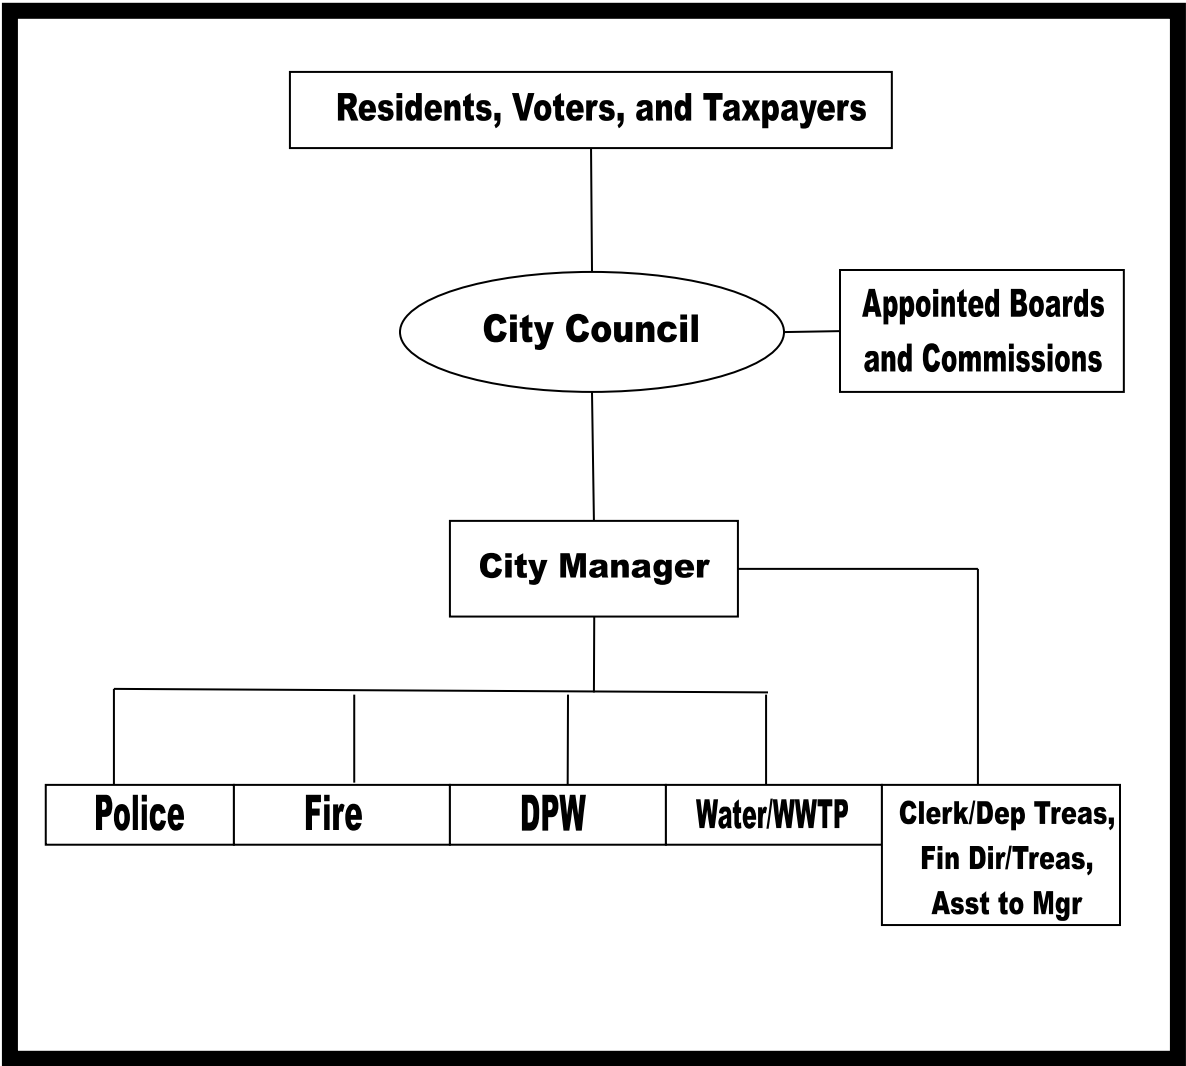 Residents, Voters, and Taxpayers
City Council
Appointed Boards
and Commissions
City Manager
Police
Fire
DPW
Water/WWTP
Clerk/Dep Treas,
Fin Dir/Treas,
Asst to Mgr